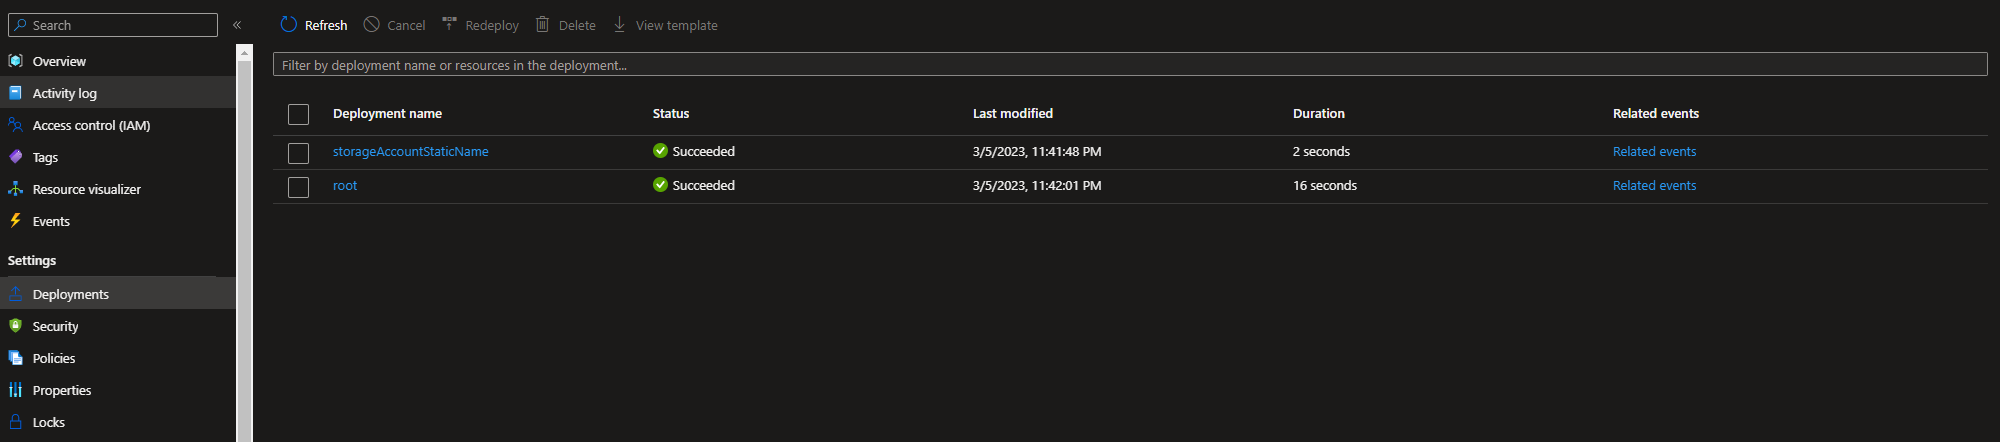 Search
«
Overview
Activity log
Access control (IAM)
Tags
Resource visualizer
Events
Settings
Deployments
Security
Policies
Properties
Locks
Refresh Cancel Redeploy Delete View template
Filter by deployment name or resources in the deployment...
Deployment name Status Last modified Duration Related events
storageAccountStaticName Succeeded 3/5/2023, 11:41:48 PM 2 seconds Related events
root Succeeded 3/5/2023, 11:42:01 PM 16 seconds Related events